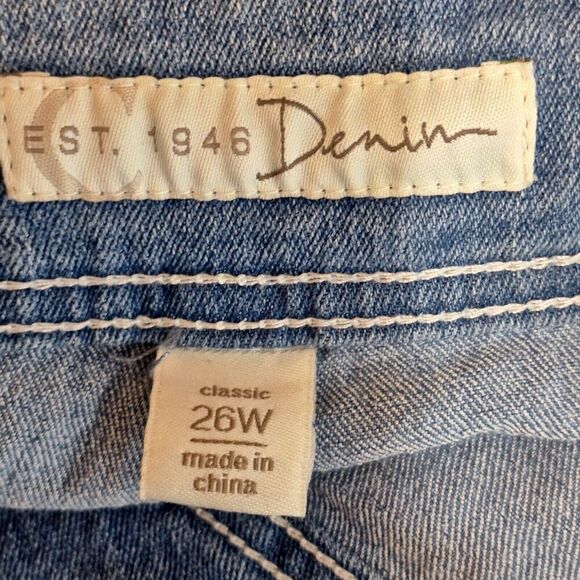 C
EST. 1946 Denim
classic
26W
made in
china